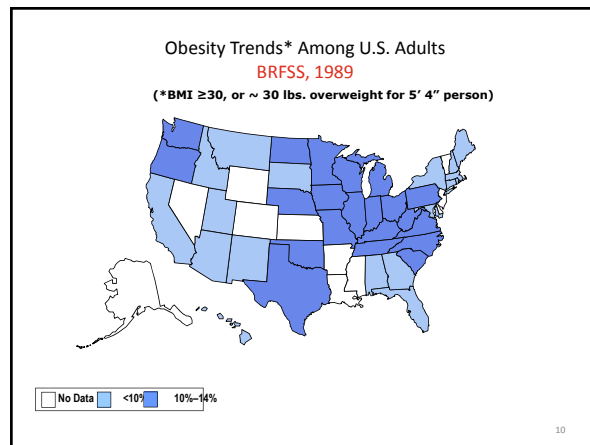 Obesity Trends* Among U.S. Adults
BRFSS, 1989
(*BMI ≥30, or ~ 30 lbs. overweight for 5’ 4” person)
No Data <10% 10%–14%
10